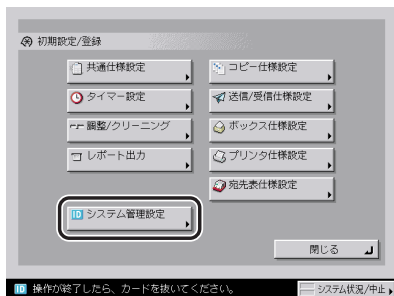 初期設定/登録
共通仕様設定
コピー仕様設定
タイマー設定
送信/受信仕様設定
調整/クリーニング
ボックス仕様設定
レポート出力
プリンタ仕様設定
宛先表仕様設定
ID システム管理設定
閉じる
ID 操作が終了したら、カードを抜いてください。
システム状況/中止